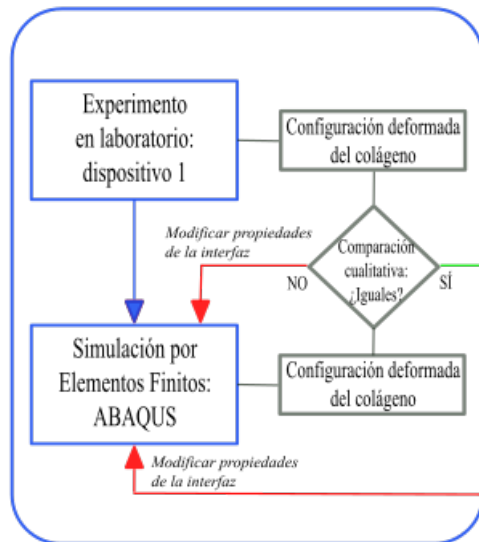 Experimento
en laboratorio:
dispositivo 1
Configuración deformada
del colágeno
Modificar propiedades
de la interfaz
Comparación
cualitativa:
¿Iguales?
NO
SÍ
Simulación por
Elementos Finitos:
ABAQUS
Configuración deformada
del colágeno
Modificar propiedades
de la interfaz